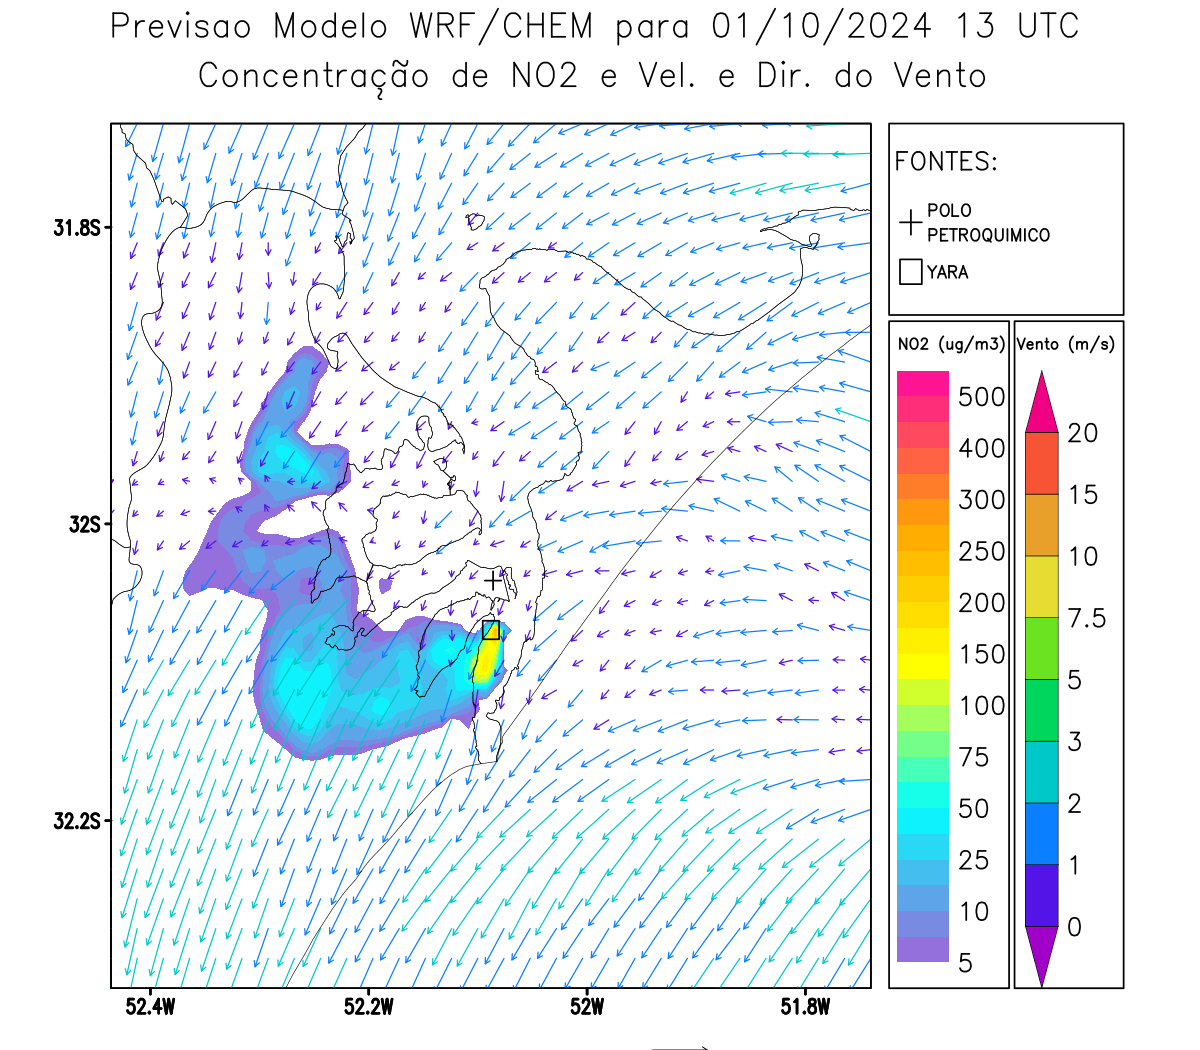 Previsao Modelo WRF/CHEM para 01/10/2024 13 UTC
Concentração de NO2 e Vel. e Dir. do Vento
FONTES:
POLO
PETROQUIMICO
YARA
31.8S
32S
32.2S
52.4W
52.2W
52W
51.8W
NO2 (ug/m3)
500
400
300
250
200
150
100
75
50
25
10
5
Vento (m/s)
20
15
10
7.5
5
3
2
1
0